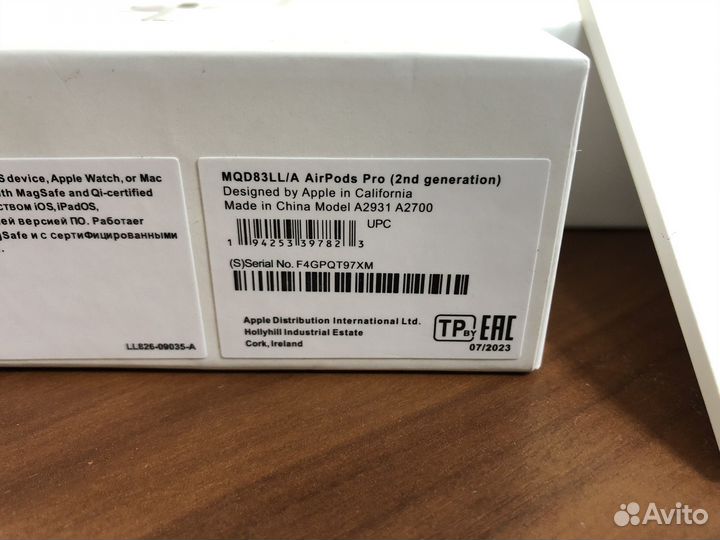 S device, Apple Watch, or Mac
th MagSafe and Qi-certified
ством iOS, iPadOS,
ей версией ПО. Работает
gSafe и с сертиФицированными
LL826-09035-A
MQD83LL/A AirPods Pro (2nd generation)
Designed by Apple in California
Made in China Model A2931 A2700
UPC
1 94253 39782 3
(S)Serial No. F4GPQT97XM
Apple Distribution International Ltd.
Hollyhill Industrial Estate
Cork, Ireland
TP BY EAC
07/2023
Avito